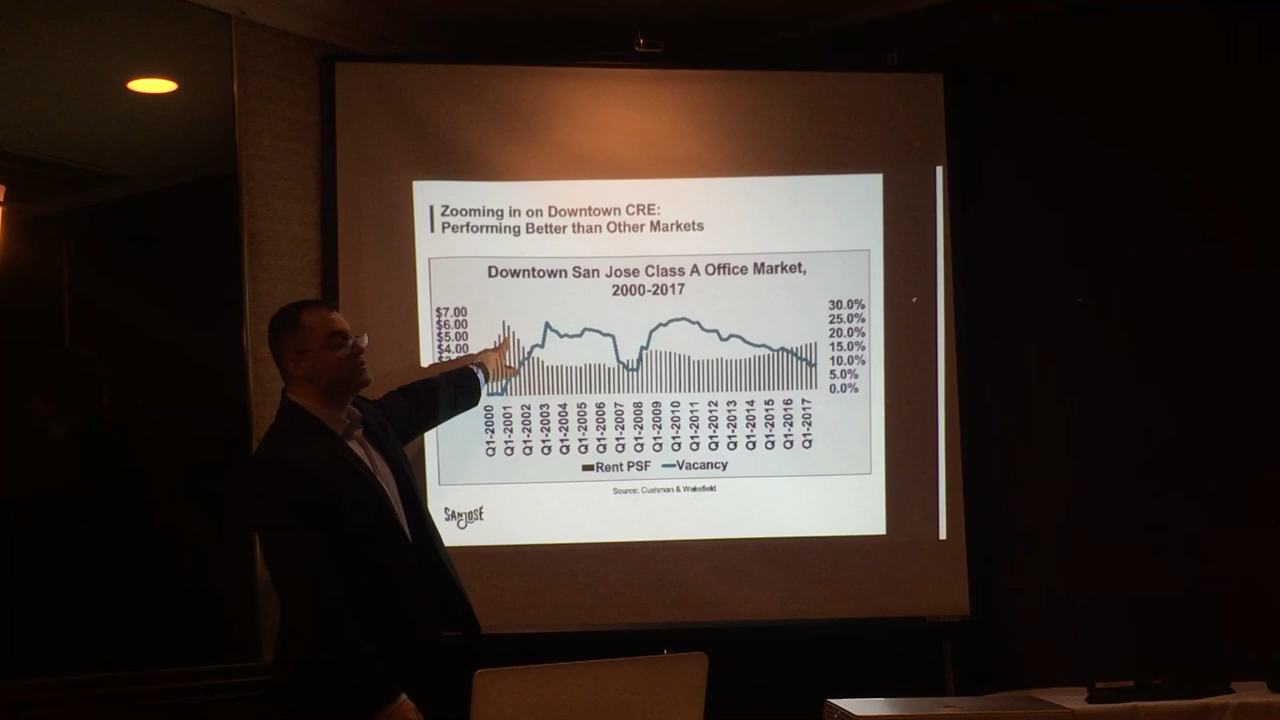 Zooming in on Downtown CRE:
Performing Better than Other Markets
Downtown San Jose Class A Office Market,
2000-2017
$7.00
$6.00
$5.00
$4.00
30.0%
25.0%
20.0%
15.0%
10.0%
5.0%
0.0%
Q1-2000
Q1-2001
Q1-2002
Q1-2003
Q1-2004
Q1-2005
Q1-2006
Q1-2007
Q1-2008
Q1-2009
Q1-2010
Q1-2011
Q1-2012
Q1-2013
Q1-2014
Q1-2015
Q1-2016
Q1-2017
Rent PSF Vacancy
Source: Cushman & Wakefield
SAN JOSÉ